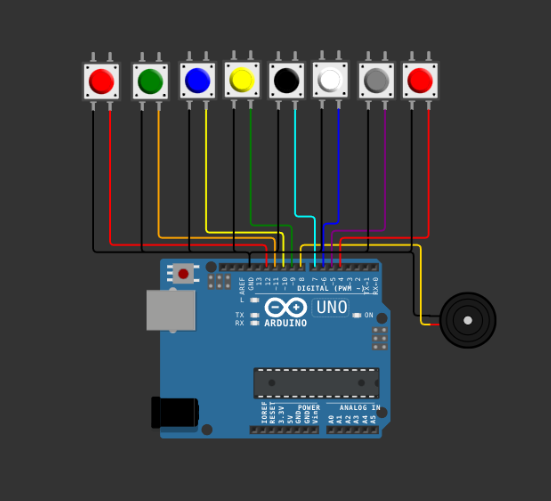 AREF
GND
13
12
~11
~10
~9
8
7
~6
~5
4
~3
2
TX→1
RX←0
DIGITAL (PWM ~)
L
TX
RX
UNO
ARDUINO
ON
IOREF
RESET
3.3V
5V
GND
GND
Vin
POWER
ANALOG IN
A0
A1
A2
A3
A4
A5